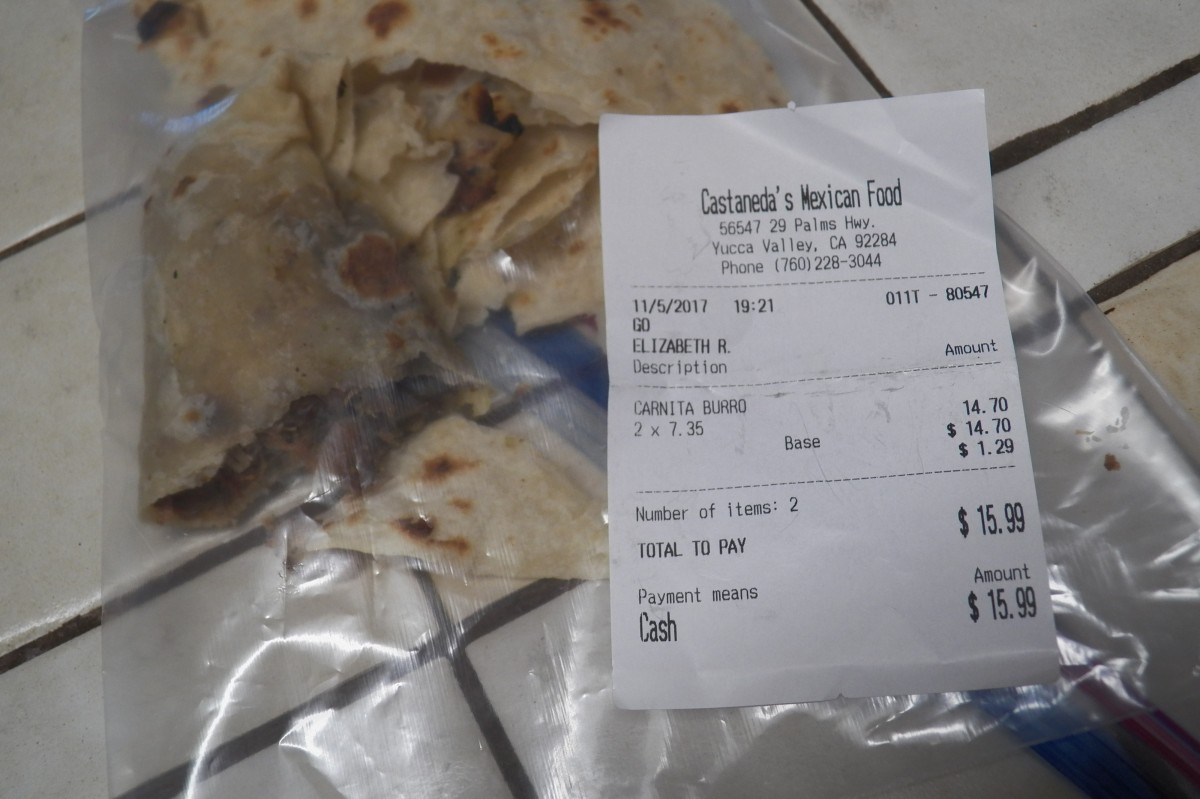 Castaneda's Mexican Food
56547 29 Palms Hwy.
Yucca Valley, CA 92284
Phone (760)228-3044
11/5/2017 19:21 011T - 80547
GO
ELIZABETH R.
Description Amount
CARNITA BURRO 14.70
2 x 7.35 $ 14.70
Base $ 1.29
Number of items: 2
TOTAL TO PAY $ 15.99
Payment means Amount
Cash $ 15.99